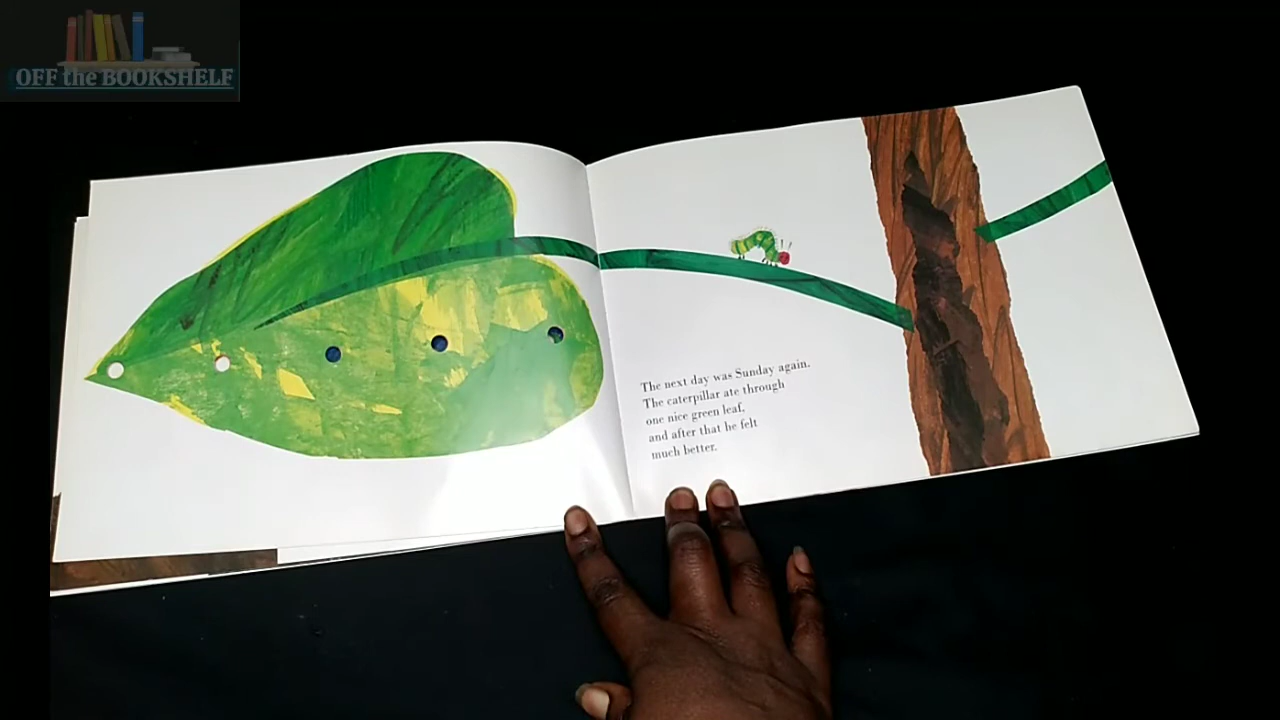 OFF the BOOKSHELF
The next day was Sunday again.
The caterpillar ate through
one nice green leaf,
and after that he felt
much better.